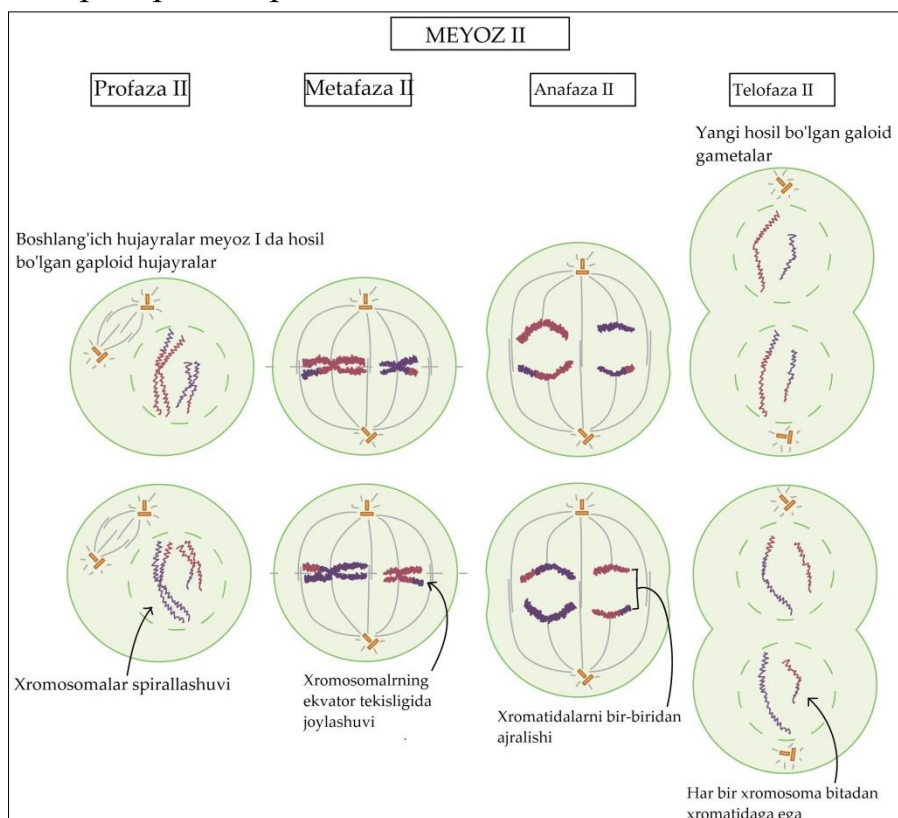 MEYOZ II
Profaza II
Metafaza II
Anafaza II
Telofaza II
Yangi hosil bo'lgan galoid
gametalar
Boshlang'ich hujayralar meyoz I da hosil
bo'lgan gaploid hujayralar
Xromosomalar spirallashuvi
Xromosomalrning
ekvator tekisligida
joylashuvi
Xromatidalarni bir-biridan
ajralishi
Har bir xromosoma bitadan
xromatidaga ega